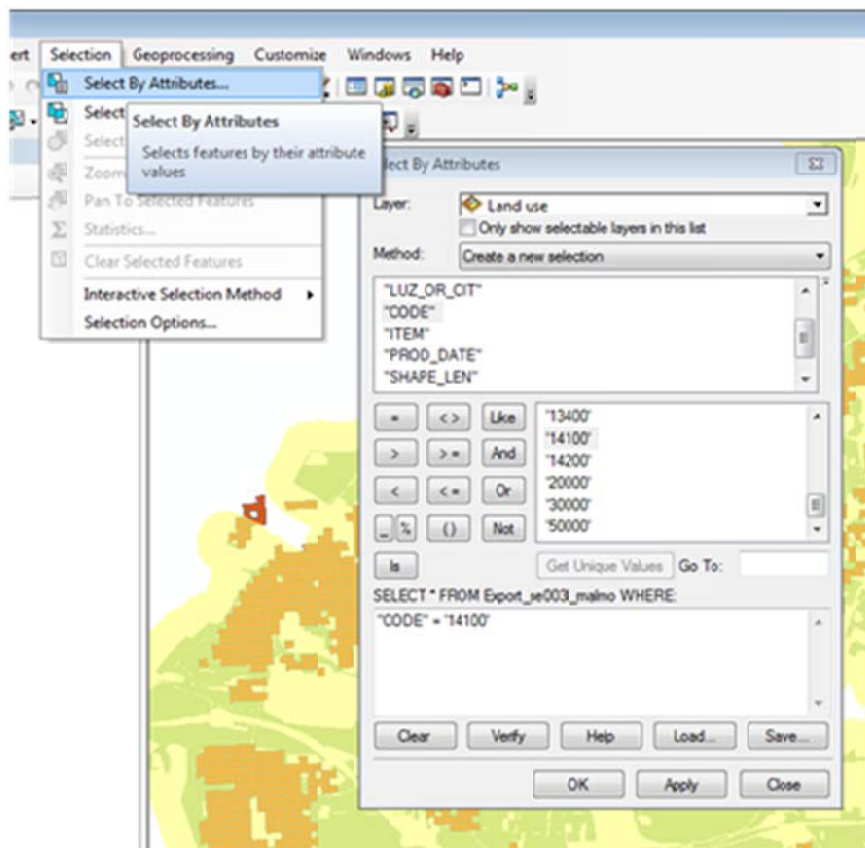 ert Selection Geoprocessing Customize Windows Help
Select By Attributes...
Select
Select By Attributes
Selects features by their attribute
values
Select
Zoom
Pan To Selected Features
Statistics...
Clear Selected Features
Interactive Selection Method
Selection Options...
lect By Attributes
Layer: Land use
Only show selectable layers in this list
Method: Create a new selection
"LUZ_OR_CIT"
"CODE"
"ITEM"
"PROD_DATE"
"SHAPE_LEN"
= < > Like
> > = And
< < = Or
_ % () Not
Is
'13400'
'14100'
'14200'
'20000'
'30000'
'50000'
Get Unique Values Go To:
SELECT * FROM Export_se003l_malmo WHERE:
"CODE" = '14100'
Clear Verify Help Load... Save...
OK Apply Close